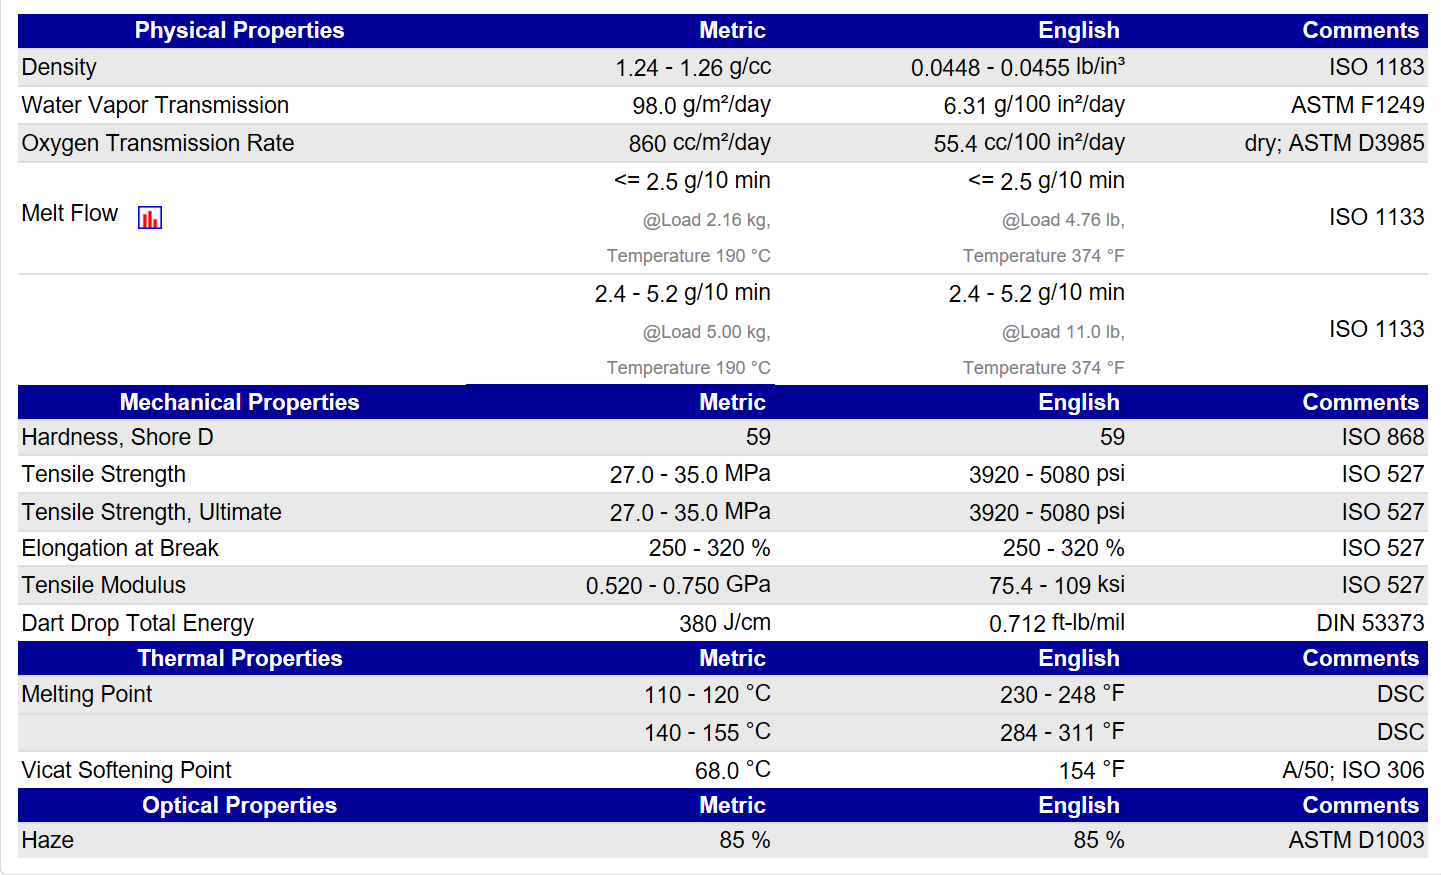 Physical Properties Metric English Comments
Density 1.24 - 1.26 g/cc 0.0448 - 0.0455 lb/in³ ISO 1183
Water Vapor Transmission 98.0 g/m²/day 6.31 g/100 in²/day ASTM F1249
Oxygen Transmission Rate 860 cc/m²/day 55.4 cc/100 in²/day dry; ASTM D3985
Melt Flow <= 2.5 g/10 min <= 2.5 g/10 min ISO 1133
@Load 2.16 kg, @Load 4.76 lb,
Temperature 190 °C Temperature 374 °F
2.4 - 5.2 g/10 min 2.4 - 5.2 g/10 min ISO 1133
@Load 5.00 kg, @Load 11.0 lb,
Temperature 190 °C Temperature 374 °F
Mechanical Properties Metric English Comments
Hardness, Shore D 59 59 ISO 868
Tensile Strength 27.0 - 35.0 MPa 3920 - 5080 psi ISO 527
Tensile Strength, Ultimate 27.0 - 35.0 MPa 3920 - 5080 psi ISO 527
Elongation at Break 250 - 320 % 250 - 320 % ISO 527
Tensile Modulus 0.520 - 0.750 GPa 75.4 - 109 ksi ISO 527
Dart Drop Total Energy 380 J/cm 0.712 ft-lb/mil DIN 53373
Thermal Properties Metric English Comments
Melting Point 110 - 120 °C 230 - 248 °F DSC
140 - 155 °C 284 - 311 °F DSC
Vicat Softening Point 68.0 °C 154 °F A/50; ISO 306
Optical Properties Metric English Comments
Haze 85 % 85 % ASTM D1003